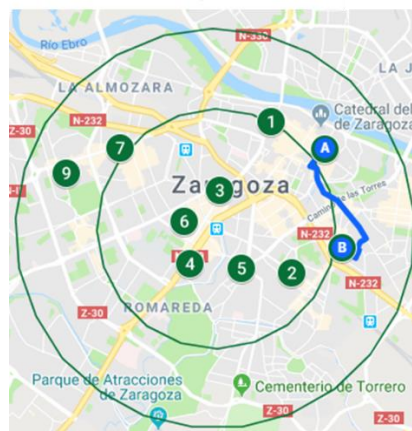 N-330
Río Ebro
LA ALMOZARA
LA J
Z-30
N-232
1
Catedral del
de Zaragoza
7
A
9
3
Zaragoza
Camino de las Torres
6
N-232
B
4
5
2
N-232
ROMAREDA
Z-30
Parque de Atracciones
de Zaragoza
Cementerio de Torrero
Z-30
Z-30